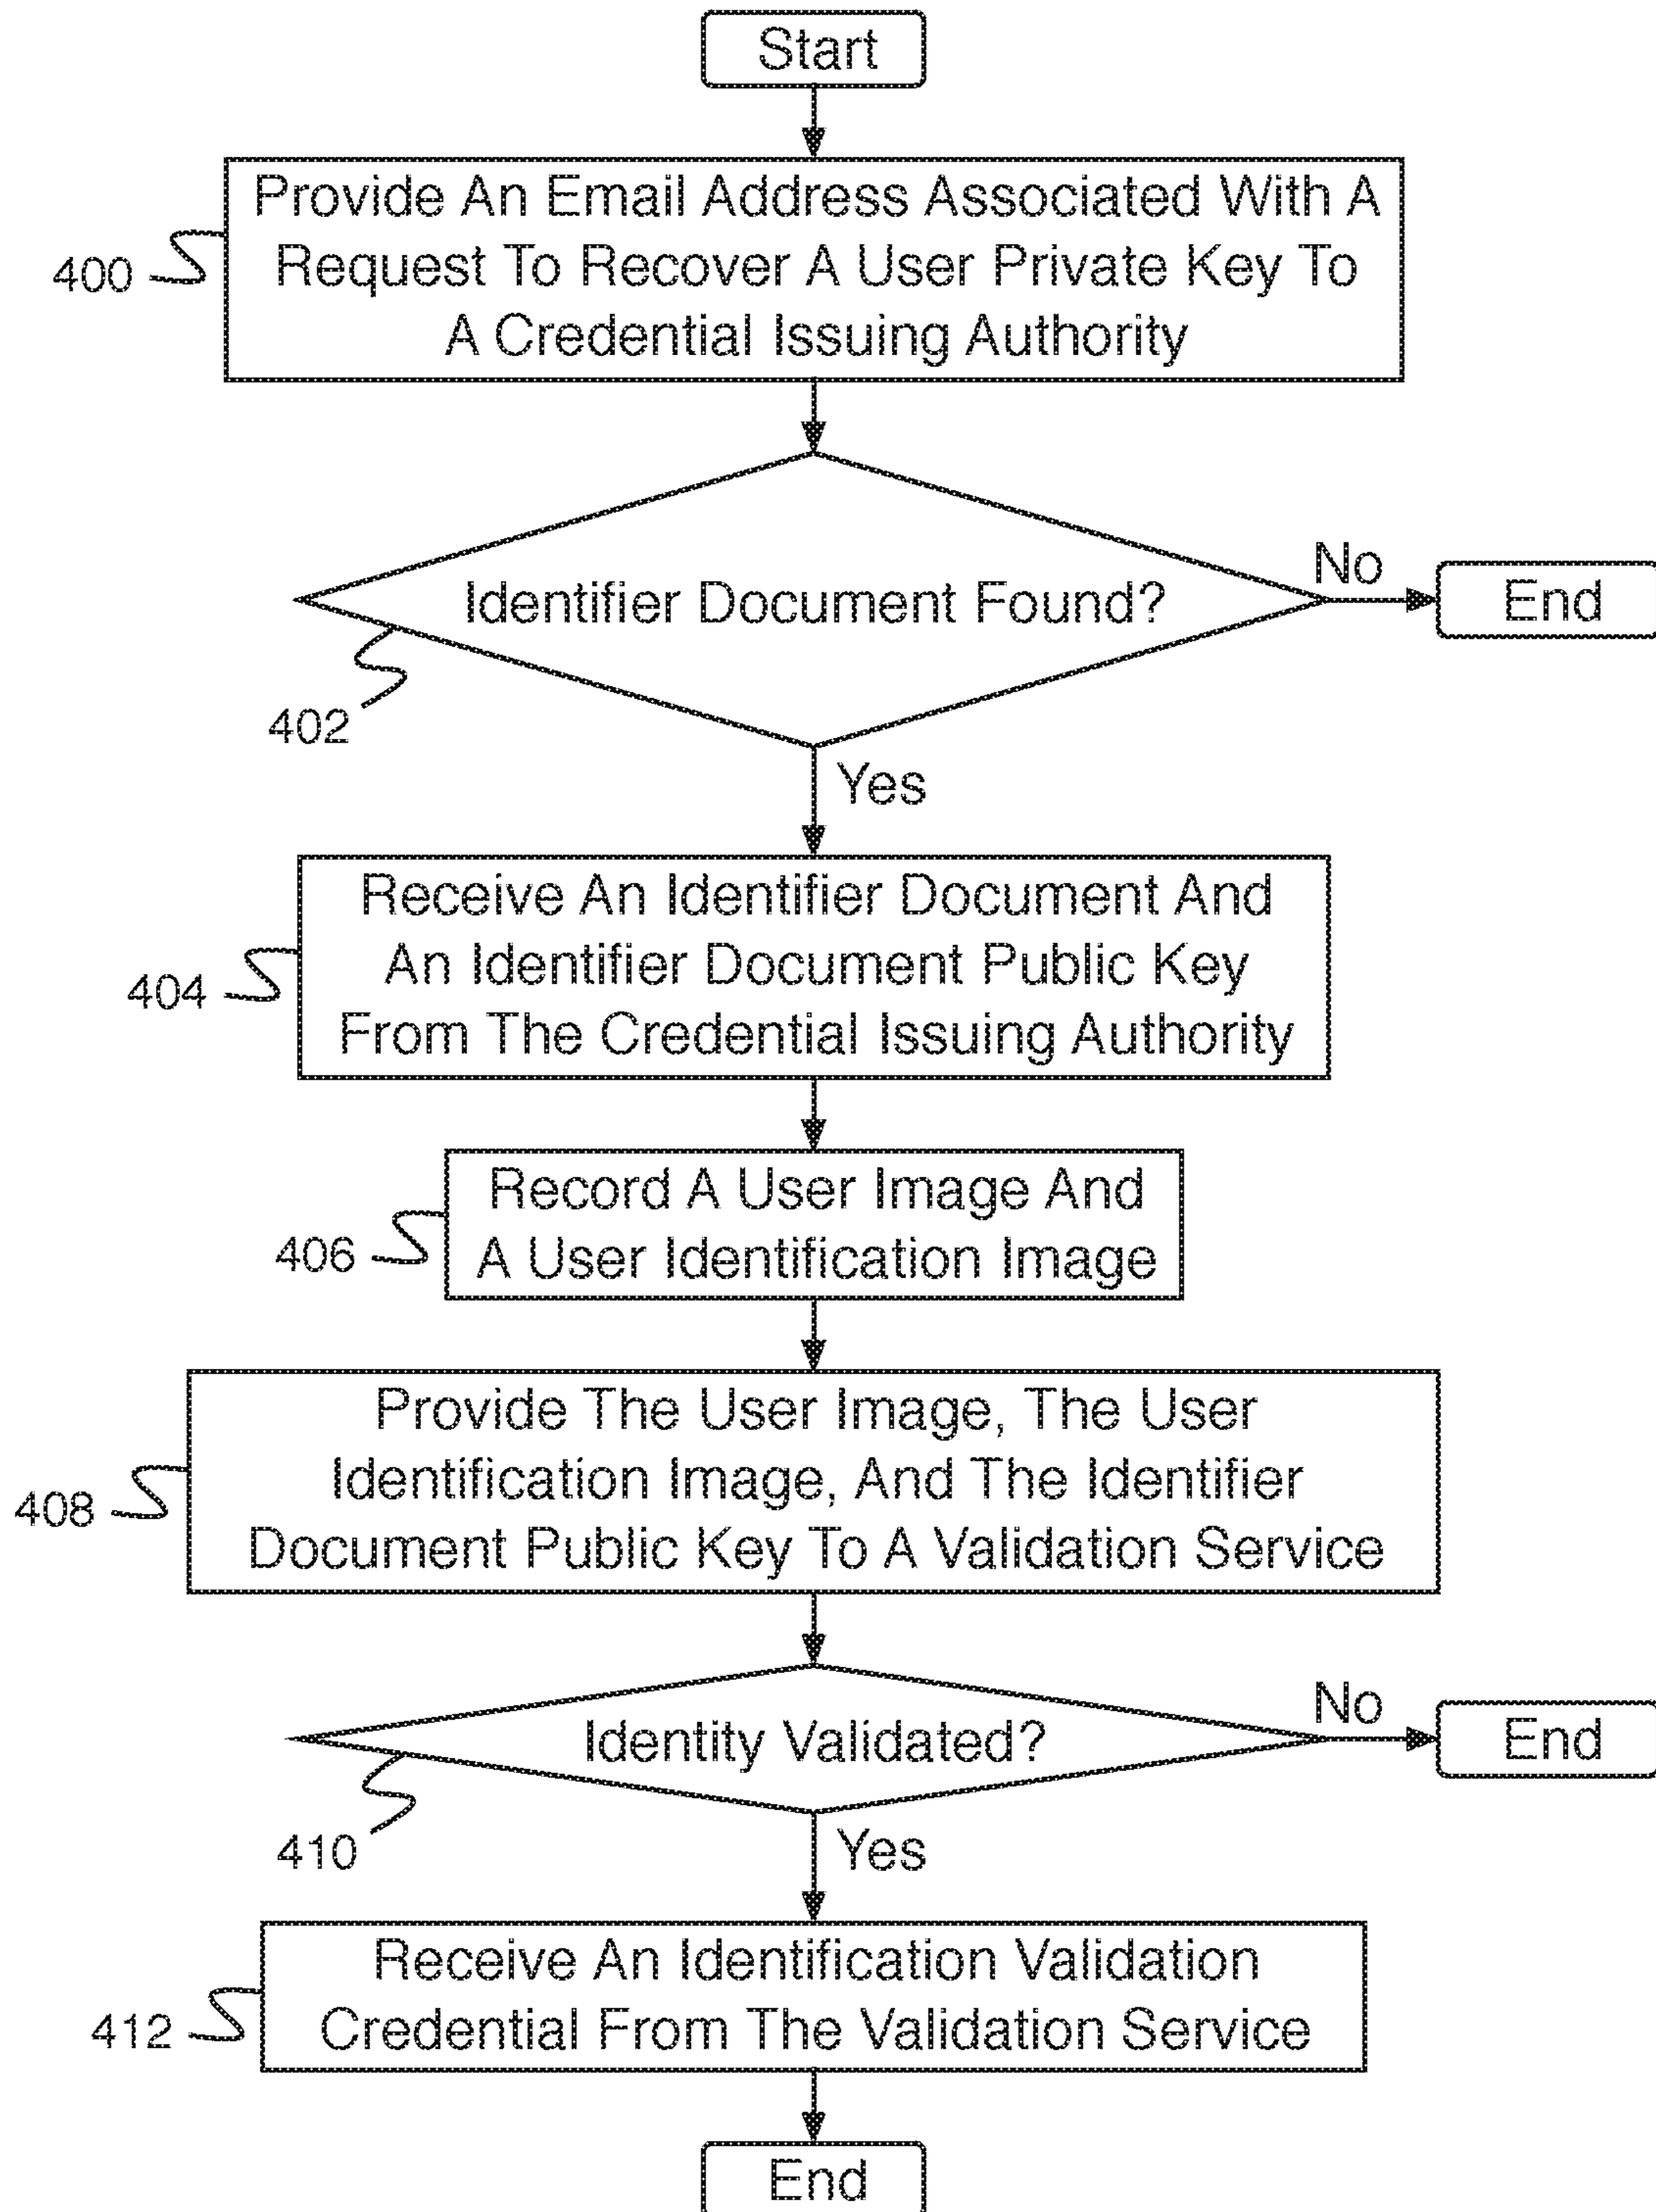 Start
Provide An Email Address Associated With A
Request To Recover A User Private Key To
A Credential Issuing Authority
400
Identifier Document Found?
No
End
402
Yes
Receive An Identifier Document And
An Identifier Document Public Key
From The Credential Issuing Authority
404
Record A User Image And
A User Identification Image
406
Provide The User Image, The User
Identification Image, And The Identifier
Document Public Key To A Validation Service
408
Identity Validated?
No
End
410
Yes
Receive An Identification Validation
Credential From The Validation Service
412
End